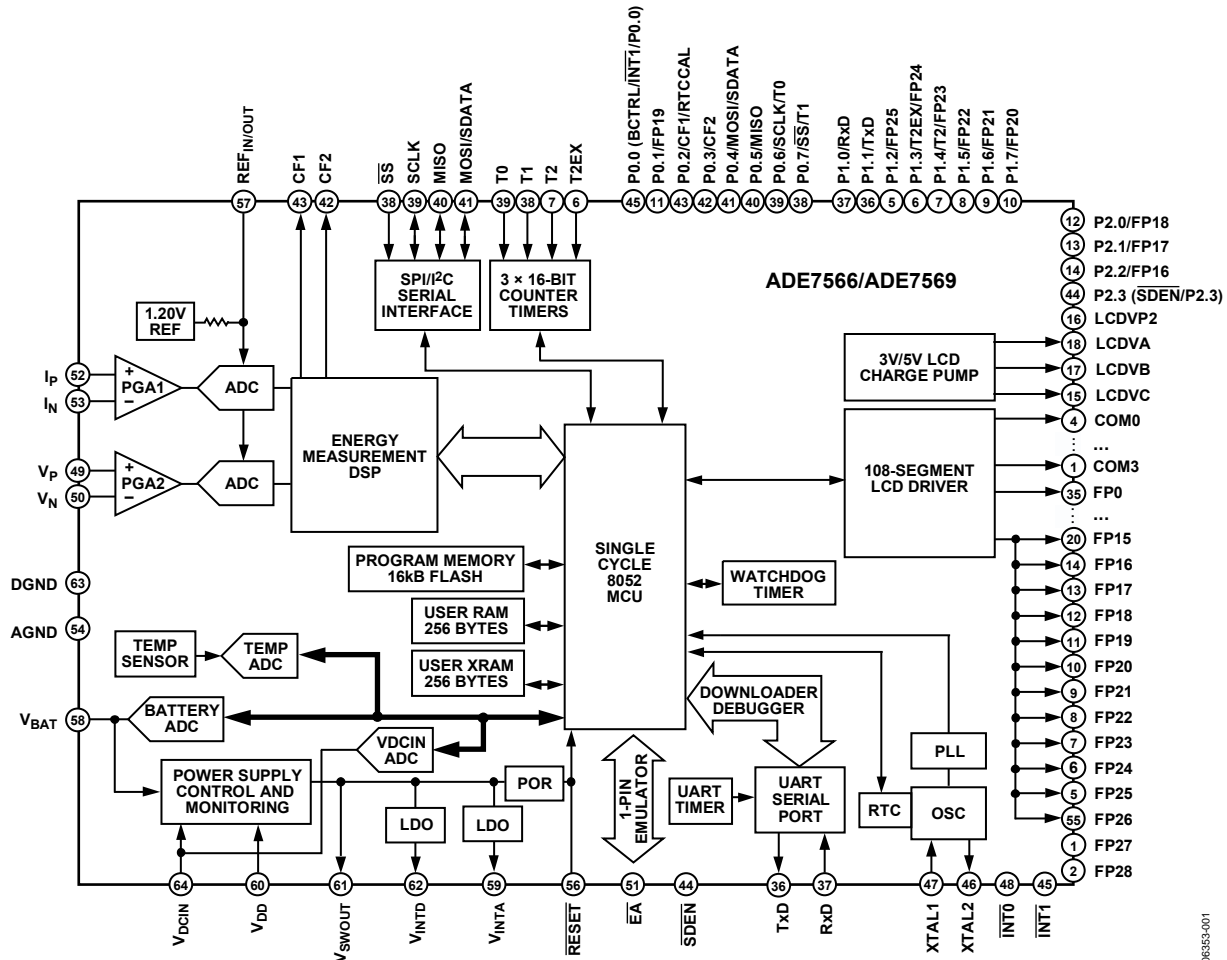 REFIN/OUT
CF1
CF2
SS
SCLK
MISO
MOSI/SDATA
T0
T1
T2
T2EX
P0.0 (BCTRL/INT1/P0.0)
P0.1/FP19
P0.2/CF1/RTCCAL
P0.3/CF2
P0.4/MOSI/SDATA
P0.5/MISO
P0.6/SCLK/T0
P0.7/SS/T1
P1.0/RxD
P1.1/TxD
P1.2/FP25
P1.3/T2EX/FP24
P1.4/T2/FP23
P1.5/FP22
P1.6/FP21
P1.7/FP20
57
43
42
38
39
40
41
39
38
7
6
45
11
43
42
41
40
39
38
37
36
5
6
7
8
9
10
12 P2.0/FP18
13 P2.1/FP17
14 P2.2/FP16
44 P2.3 (SDEN/P2.3)
16 LCDVP2
18 LCDVA
17 LCDVB
15 LCDVC
4 COM0
...
1 COM3
35 FP0
...
20 FP15
14 FP16
13 FP17
12 FP18
11 FP19
10 FP20
9 FP21
8 FP22
7 FP23
6 FP24
5 FP25
55 FP26
1 FP27
2 FP28
ADE7566/ADE7569
1.20V
REF
SPI/I2C
SERIAL
INTERFACE
3 × 16-BIT
COUNTER
TIMERS
3V/5V LCD
CHARGE PUMP
IP 52
IN 53
+
PGA1
−
ADC
VP 49
VN 50
+
PGA2
−
ADC
ENERGY
MEASUREMENT
DSP
108-SEGMENT
LCD DRIVER
SINGLE
CYCLE
8052
MCU
PROGRAM MEMORY
16kB FLASH
USER RAM
256 BYTES
USER XRAM
256 BYTES
WATCHDOG
TIMER
DGND 63
AGND 54
TEMP
SENSOR
TEMP
ADC
VBAT 58
BATTERY
ADC
VDCIN
ADC
POWER SUPPLY
CONTROL AND
MONITORING
LDO
LDO
POR
1-PIN
EMULATOR
DOWNLOADER
DEBUGGER
UART
TIMER
UART
SERIAL
PORT
PLL
RTC
OSC
64
60
61
62
59
56
51
44
36
37
47
46
48
45
VDCIN
VDD
VSWOUT
VINTD
VINTA
RESET
EA
SDEN
TxD
RxD
XTAL1
XTAL2
INT0
INT1
06353-001